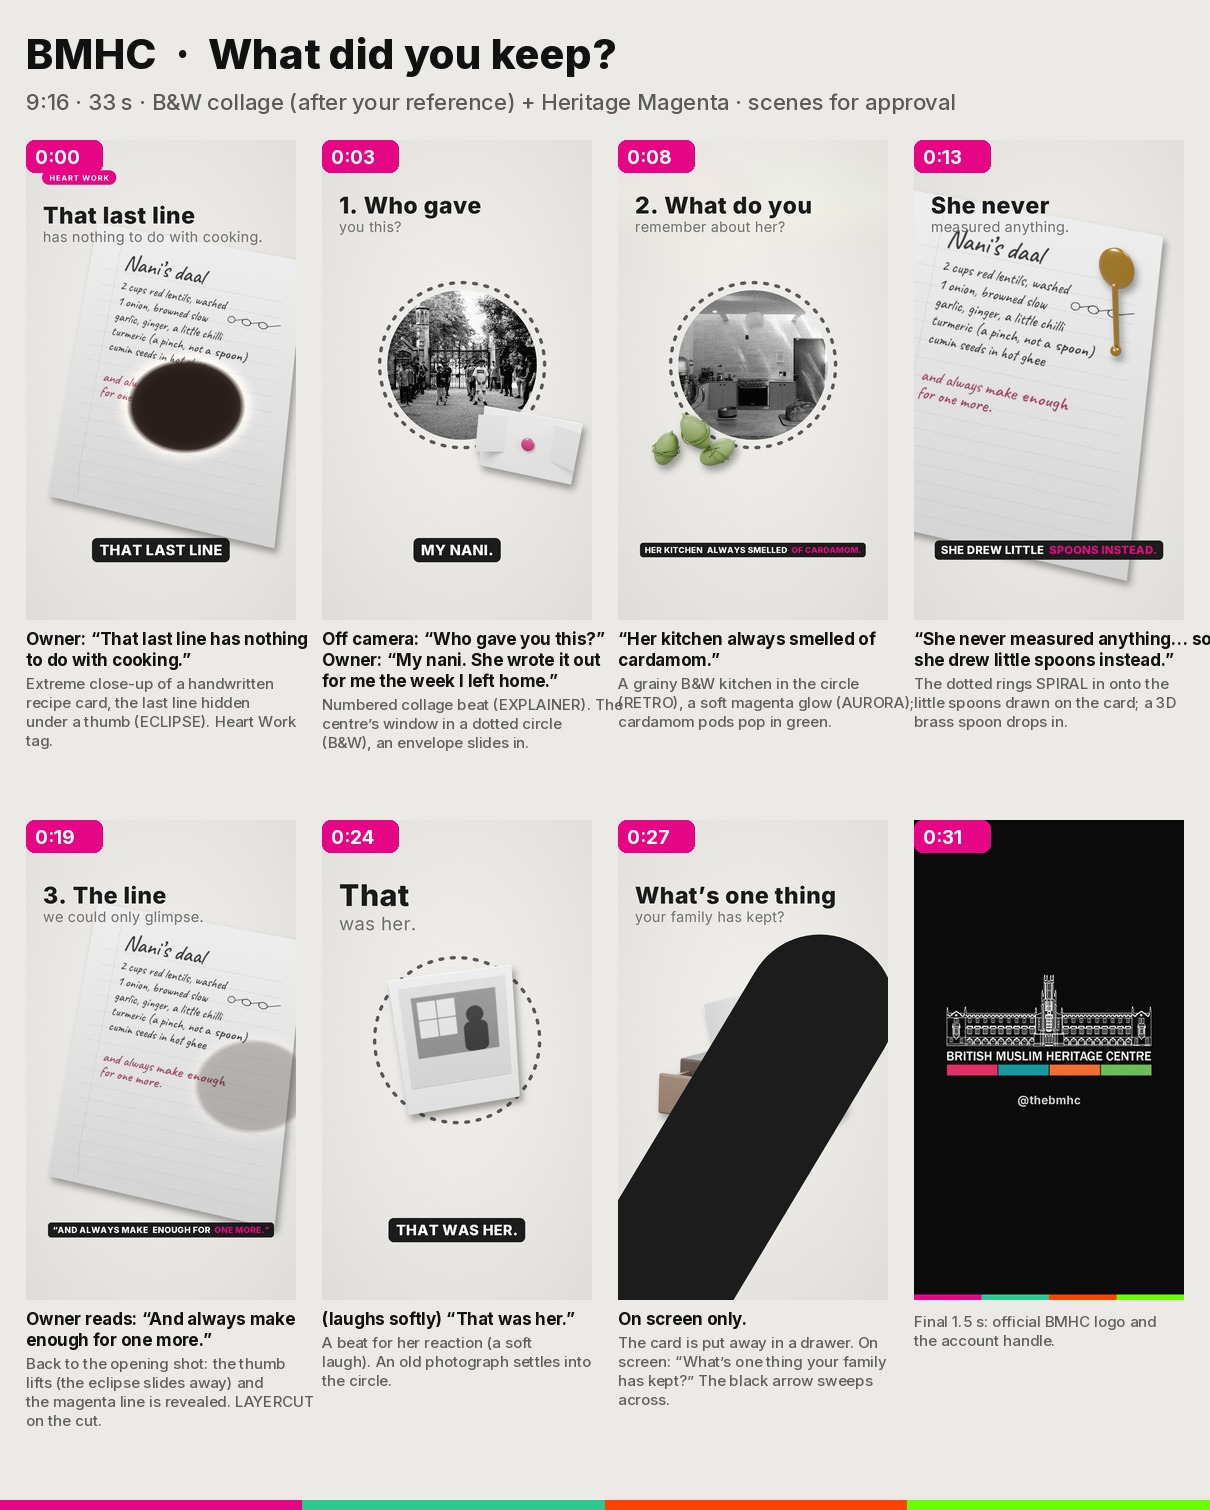 BMHC · What did you keep?
9:16 · 33 s · B&W collage (after your reference) + Heritage Magenta · scenes for approval
0:00
HEART WORK
That last line
has nothing to do with cooking.
Nani's daal
2 cups red lentils, washed
1 onion, browned slow
garlic, ginger, a little chilli
turmeric (a pinch, not a spoon)
cumin seeds in hot
and al
for one
THAT LAST LINE
Owner: “That last line has nothing
to do with cooking.”
Extreme close-up of a handwritten
recipe card, the last line hidden
under a thumb (ECLIPSE). Heart Work
tag.
0:03
1. Who gave
you this?
MY NANI.
Off camera: “Who gave you this?”
Owner: “My nani. She wrote it out
for me the week I left home.”
Numbered collage beat (EXPLAINER). The
centre’s window in a dotted circle
(B&W), an envelope slides in.
0:08
2. What do you
remember about her?
HER KITCHEN ALWAYS SMELLED OF CARDAMOM.
“Her kitchen always smelled of
cardamom.”
A grainy B&W kitchen in the circle
(RETRO), a soft magenta glow (AURORA);
cardamom pods pop in green.
0:13
She never
measured anything.
Nani's daal
2 cups red lentils, washed
1 onion, browned slow
garlic, ginger, a little chilli
turmeric (a pinch, not a spoon)
cumin seeds in hot ghee
and always make enough
for one more.
SHE DREW LITTLE SPOONS INSTEAD.
“She never measured anything… so
she drew little spoons instead.”
The dotted rings SPIRAL in onto the
little spoons drawn on the card; a 3D
brass spoon drops in.
0:19
3. The line
we could only glimpse.
Nani's daal
2 cups red lentils, washed
1 onion, browned slow
garlic, ginger, a little chilli
turmeric (a pinch, not a spoon)
cumin seeds in hot ghee
and always make enough
for one more.
“AND ALWAYS MAKE ENOUGH FOR ONE MORE.”
Owner reads: “And always make
enough for one more.”
Back to the opening shot: the thumb
lifts (the eclipse slides away) and
the magenta line is revealed. LAYERCUT
on the cut.
0:24
That
was her.
THAT WAS HER.
(laughs softly) “That was her.”
A beat for her reaction (a soft
laugh). An old photograph settles into
the circle.
0:27
What’s one thing
your family has kept?
On screen only.
The card is put away in a drawer. On
screen: “What’s one thing your family
has kept?” The black arrow sweeps
across.
0:31
BRITISH MUSLIM HERITAGE CENTRE
@thebmhc
Final 1.5 s: official BMHC logo and
the account handle.